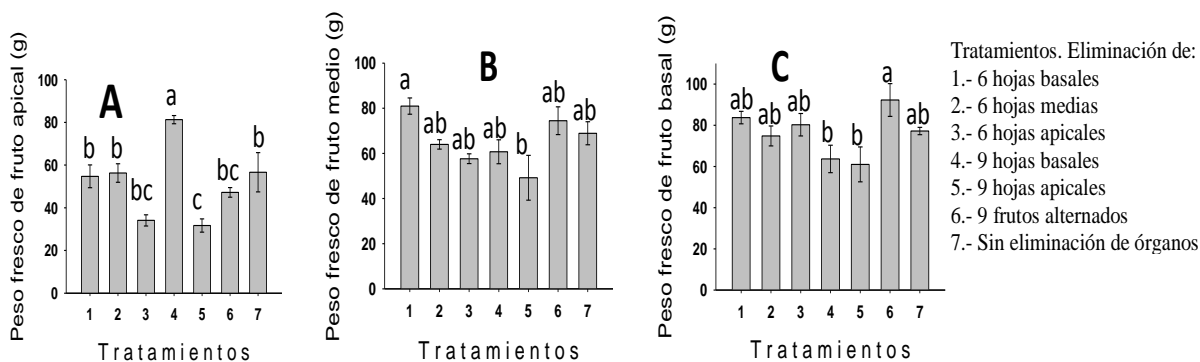 Peso fresco de fruto apical (g)
100
80
60
40
20
0
A
b
b
bc
a
c
bc
b
1 2 3 4 5 6 7
Tratamientos
Peso fresco de fruto medio (g)
100
80
60
40
20
0
B
a
ab
ab
ab
b
ab
ab
1 2 3 4 5 6 7
Tratamientos
Peso fresco de fruto basal (g)
100
80
60
40
20
0
C
ab
ab
ab
b
b
a
ab
1 2 3 4 5 6 7
Tratamientos
Tratamientos. Eliminación de:
1.- 6 hojas basales
2.- 6 hojas medias
3.- 6 hojas apicales
4.- 9 hojas basales
5.- 9 hojas apicales
6.- 9 frutos alternados
7.- Sin eliminación de órganos